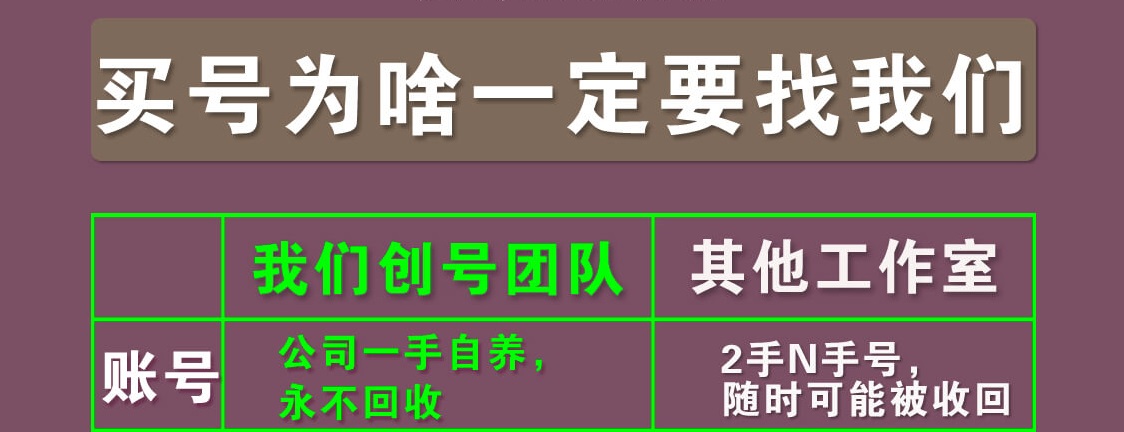 买号为啥一定要找我们
我们创号团队 其他工作室
账号 公司一手自养， 2手N手号，
永不回收 随时可能被收回